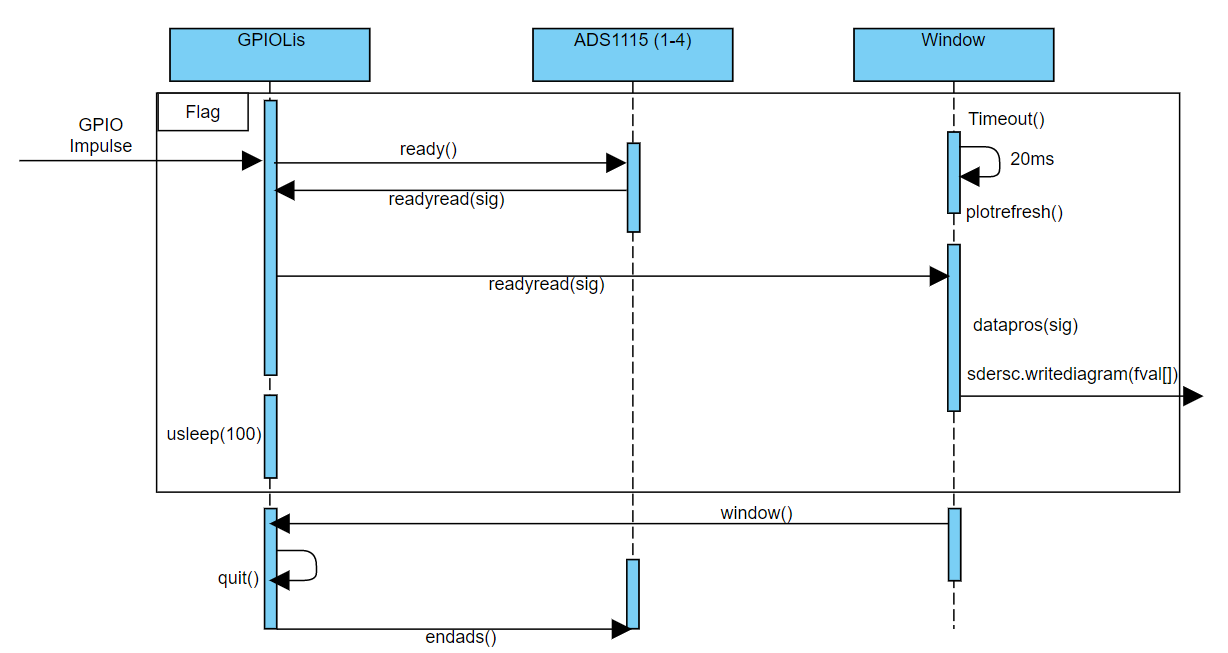 GPIOLis
ADS1115 (1-4)
Window
Flag
GPIO
Impulse
Timeout()
ready()
20ms
readyread(sig)
plotrefresh()
readyread(sig)
datapros(sig)
sdersc.writediagram(fval[])
usleep(100)
window()
quit()
endads()